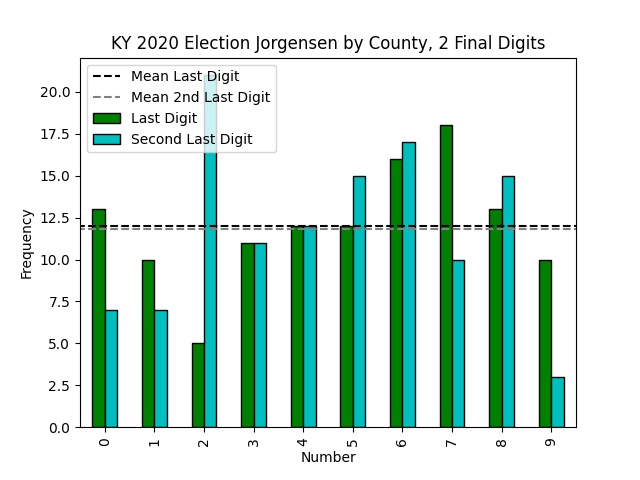 KY 2020 Election Jorgensen by County, 2 Final Digits
Mean Last Digit
Mean 2nd Last Digit
Last Digit
Second Last Digit
20.0
17.5
15.0
12.5
10.0
7.5
5.0
2.5
0.0
Frequency
0 1 2 3 4 5 6 7 8 9
Number